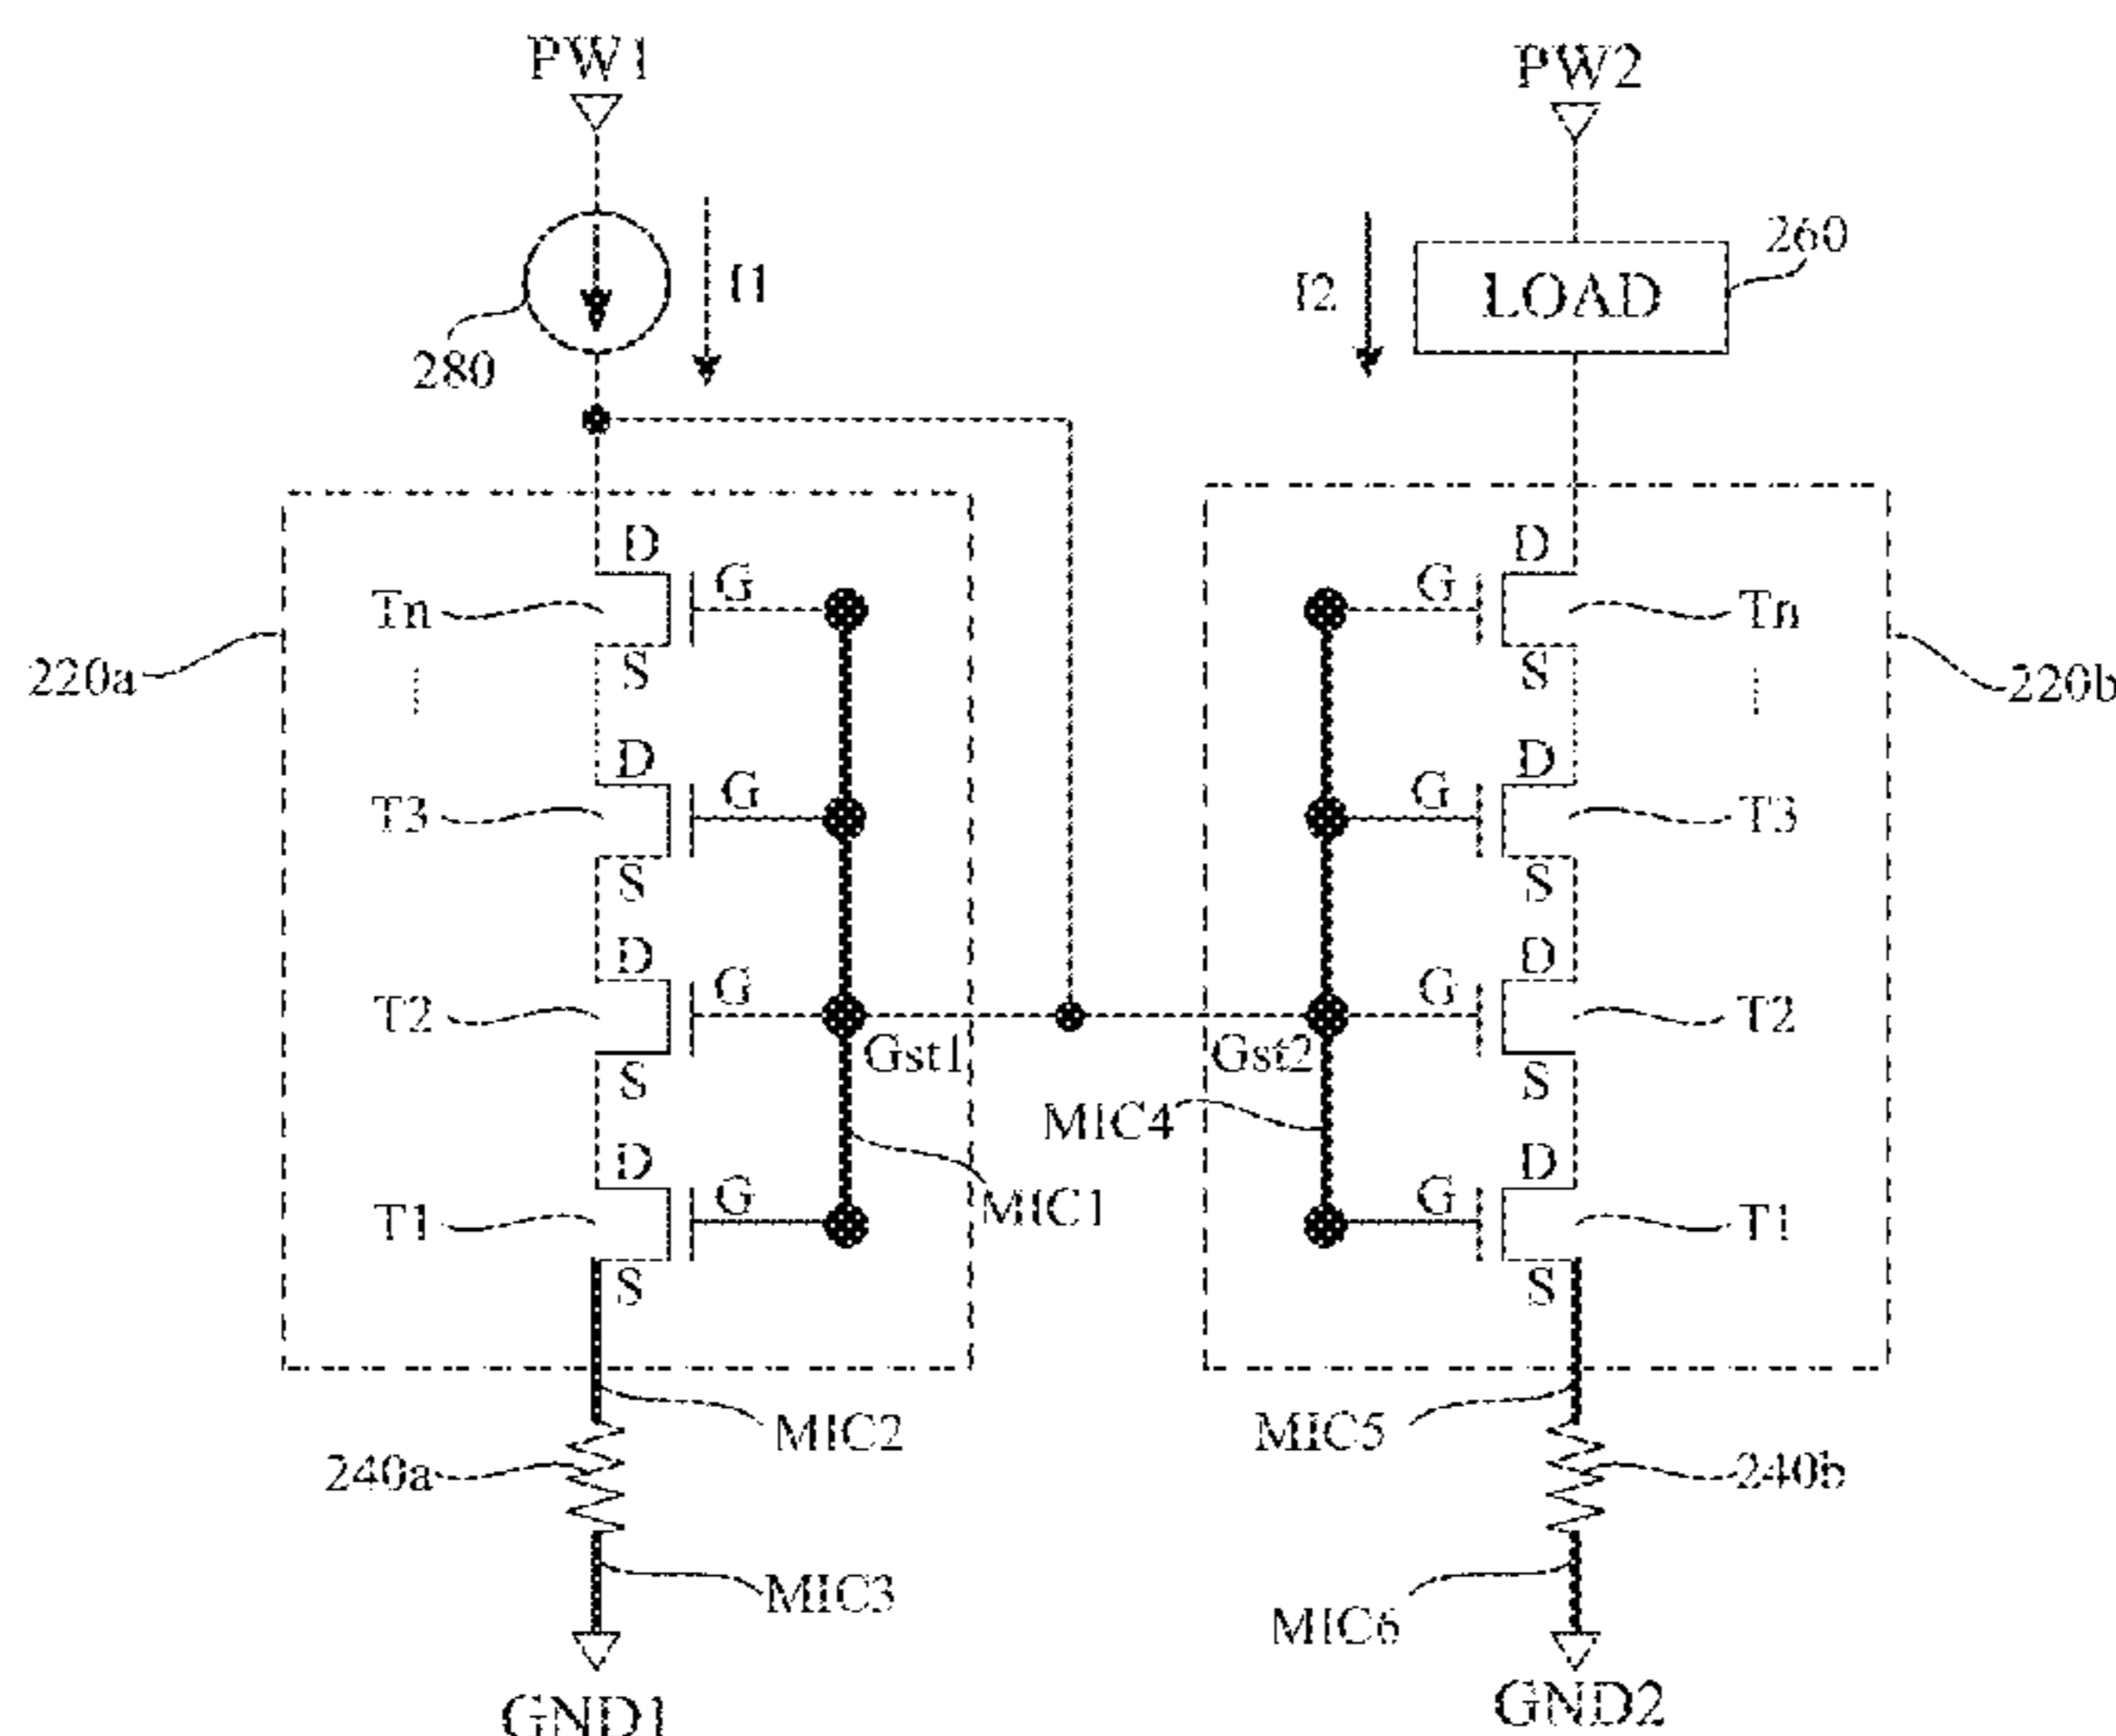 PW1
PW2
260
I1
I2
LOAD
280
D
D
G
G
Tn
Tn
S
S
220a
220b
D
D
G
G
T3
T3
S
S
D
D
G
G
T2
T2
Gst1
Gst2
S
S
MIC4
D
D
G
G
MIC1
T1
T1
S
S
MIC2
MIC5
240a
240b
MIC3
MIC6
GND1
GND2